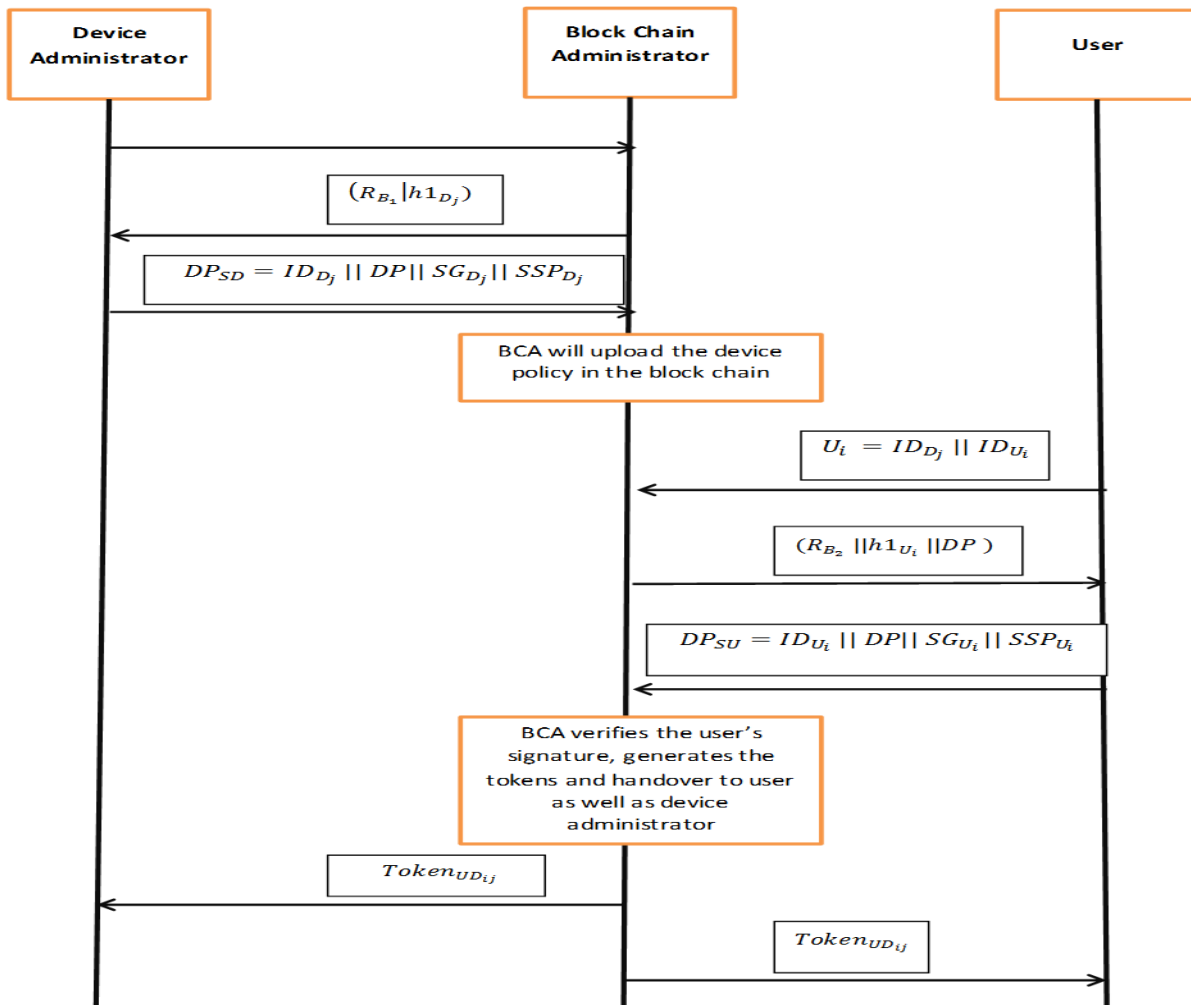 Device
Administrator
Block Chain
Administrator
User
(R_{B_1}|h1_{D_j})
DP_{SD} = ID_{D_j} || DP|| SG_{D_j}|| SSP_{D_j}
BCA will upload the device
policy in the block chain
U_i = ID_{D_j} || ID_{U_i}
(R_{B_2} ||h1_{U_i} ||DP )
DP_{SU} = ID_{U_i} || DP|| SG_{U_i}|| SSP_{U_i}
BCA verifies the user’s
signature, generates the
tokens and handover to user
as well as device
administrator
Token_{UD_{ij}}
Token_{UD_{ij}}